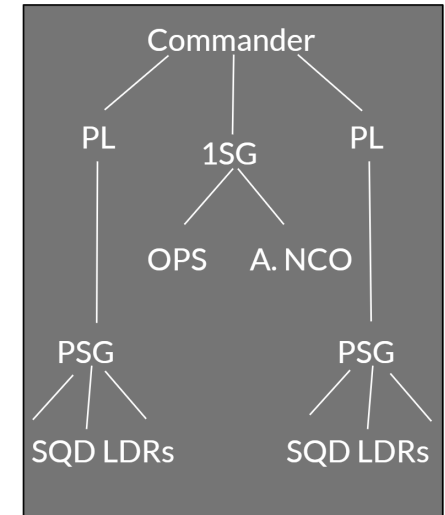 Commander
PL 1SG PL
OPS A. NCO
PSG PSG
SQD LDRs SQD LDRs